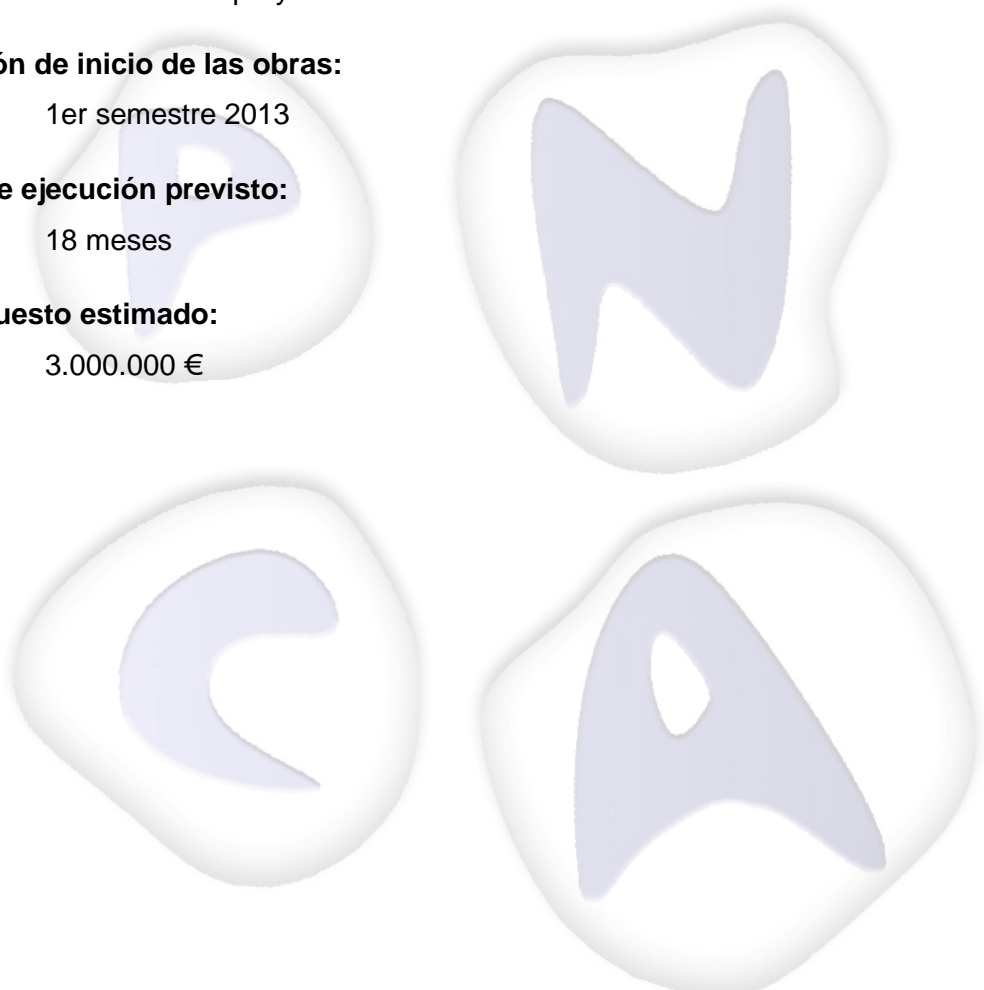 ón de inicio de las obras:
1er semestre 2013
e ejecución previsto:
18 meses
uesto estimado:
3.000.000 €
P N
C A